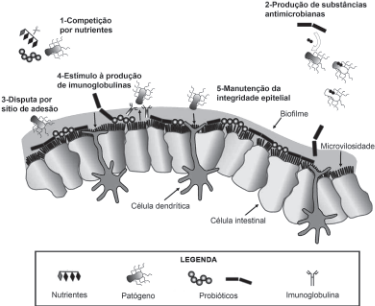 1-Competição
por nutrientes
2-Produção de substâncias
antimicrobianas
4-Estímulo à produção
de imunoglobulinas
3-Disputa por
sítio de adesão
5-Manutenção da
integridade epitelial
Biofilme
Microvilosidade
Célula dendrítica
Célula intestinal
LEGENDA
Nutrientes
Patógeno
Probióticos
Imunoglobulina